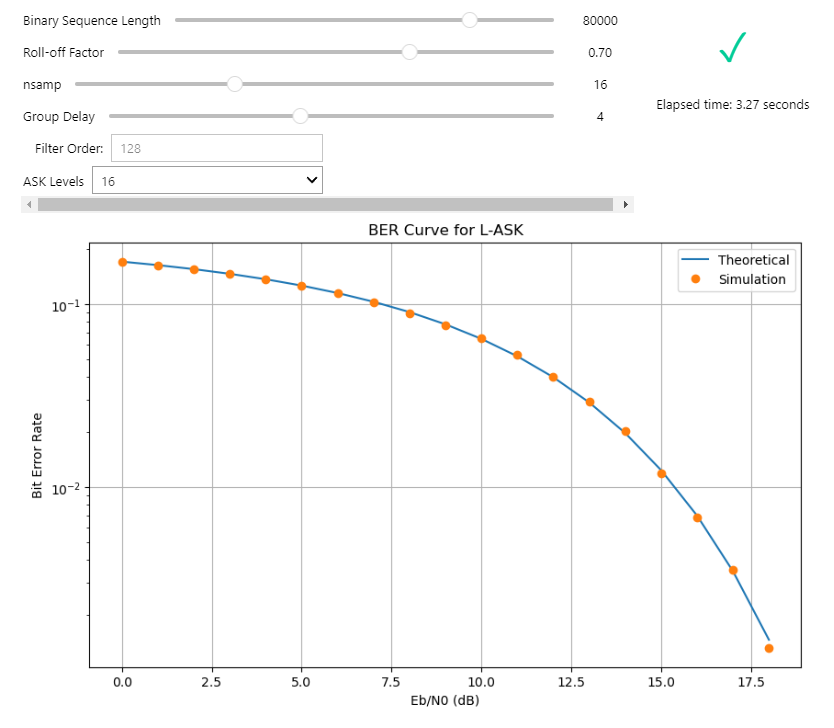 Binary Sequence Length 80000
Roll-off Factor 0.70
nsamp 16
Group Delay 4
Elapsed time: 3.27 seconds
Filter Order: 128
ASK Levels 16
BER Curve for L-ASK
Theoretical
Simulation
10⁻¹
10⁻²
Bit Error Rate
0.0 2.5 5.0 7.5 10.0 12.5 15.0 17.5
Eb/N0 (dB)